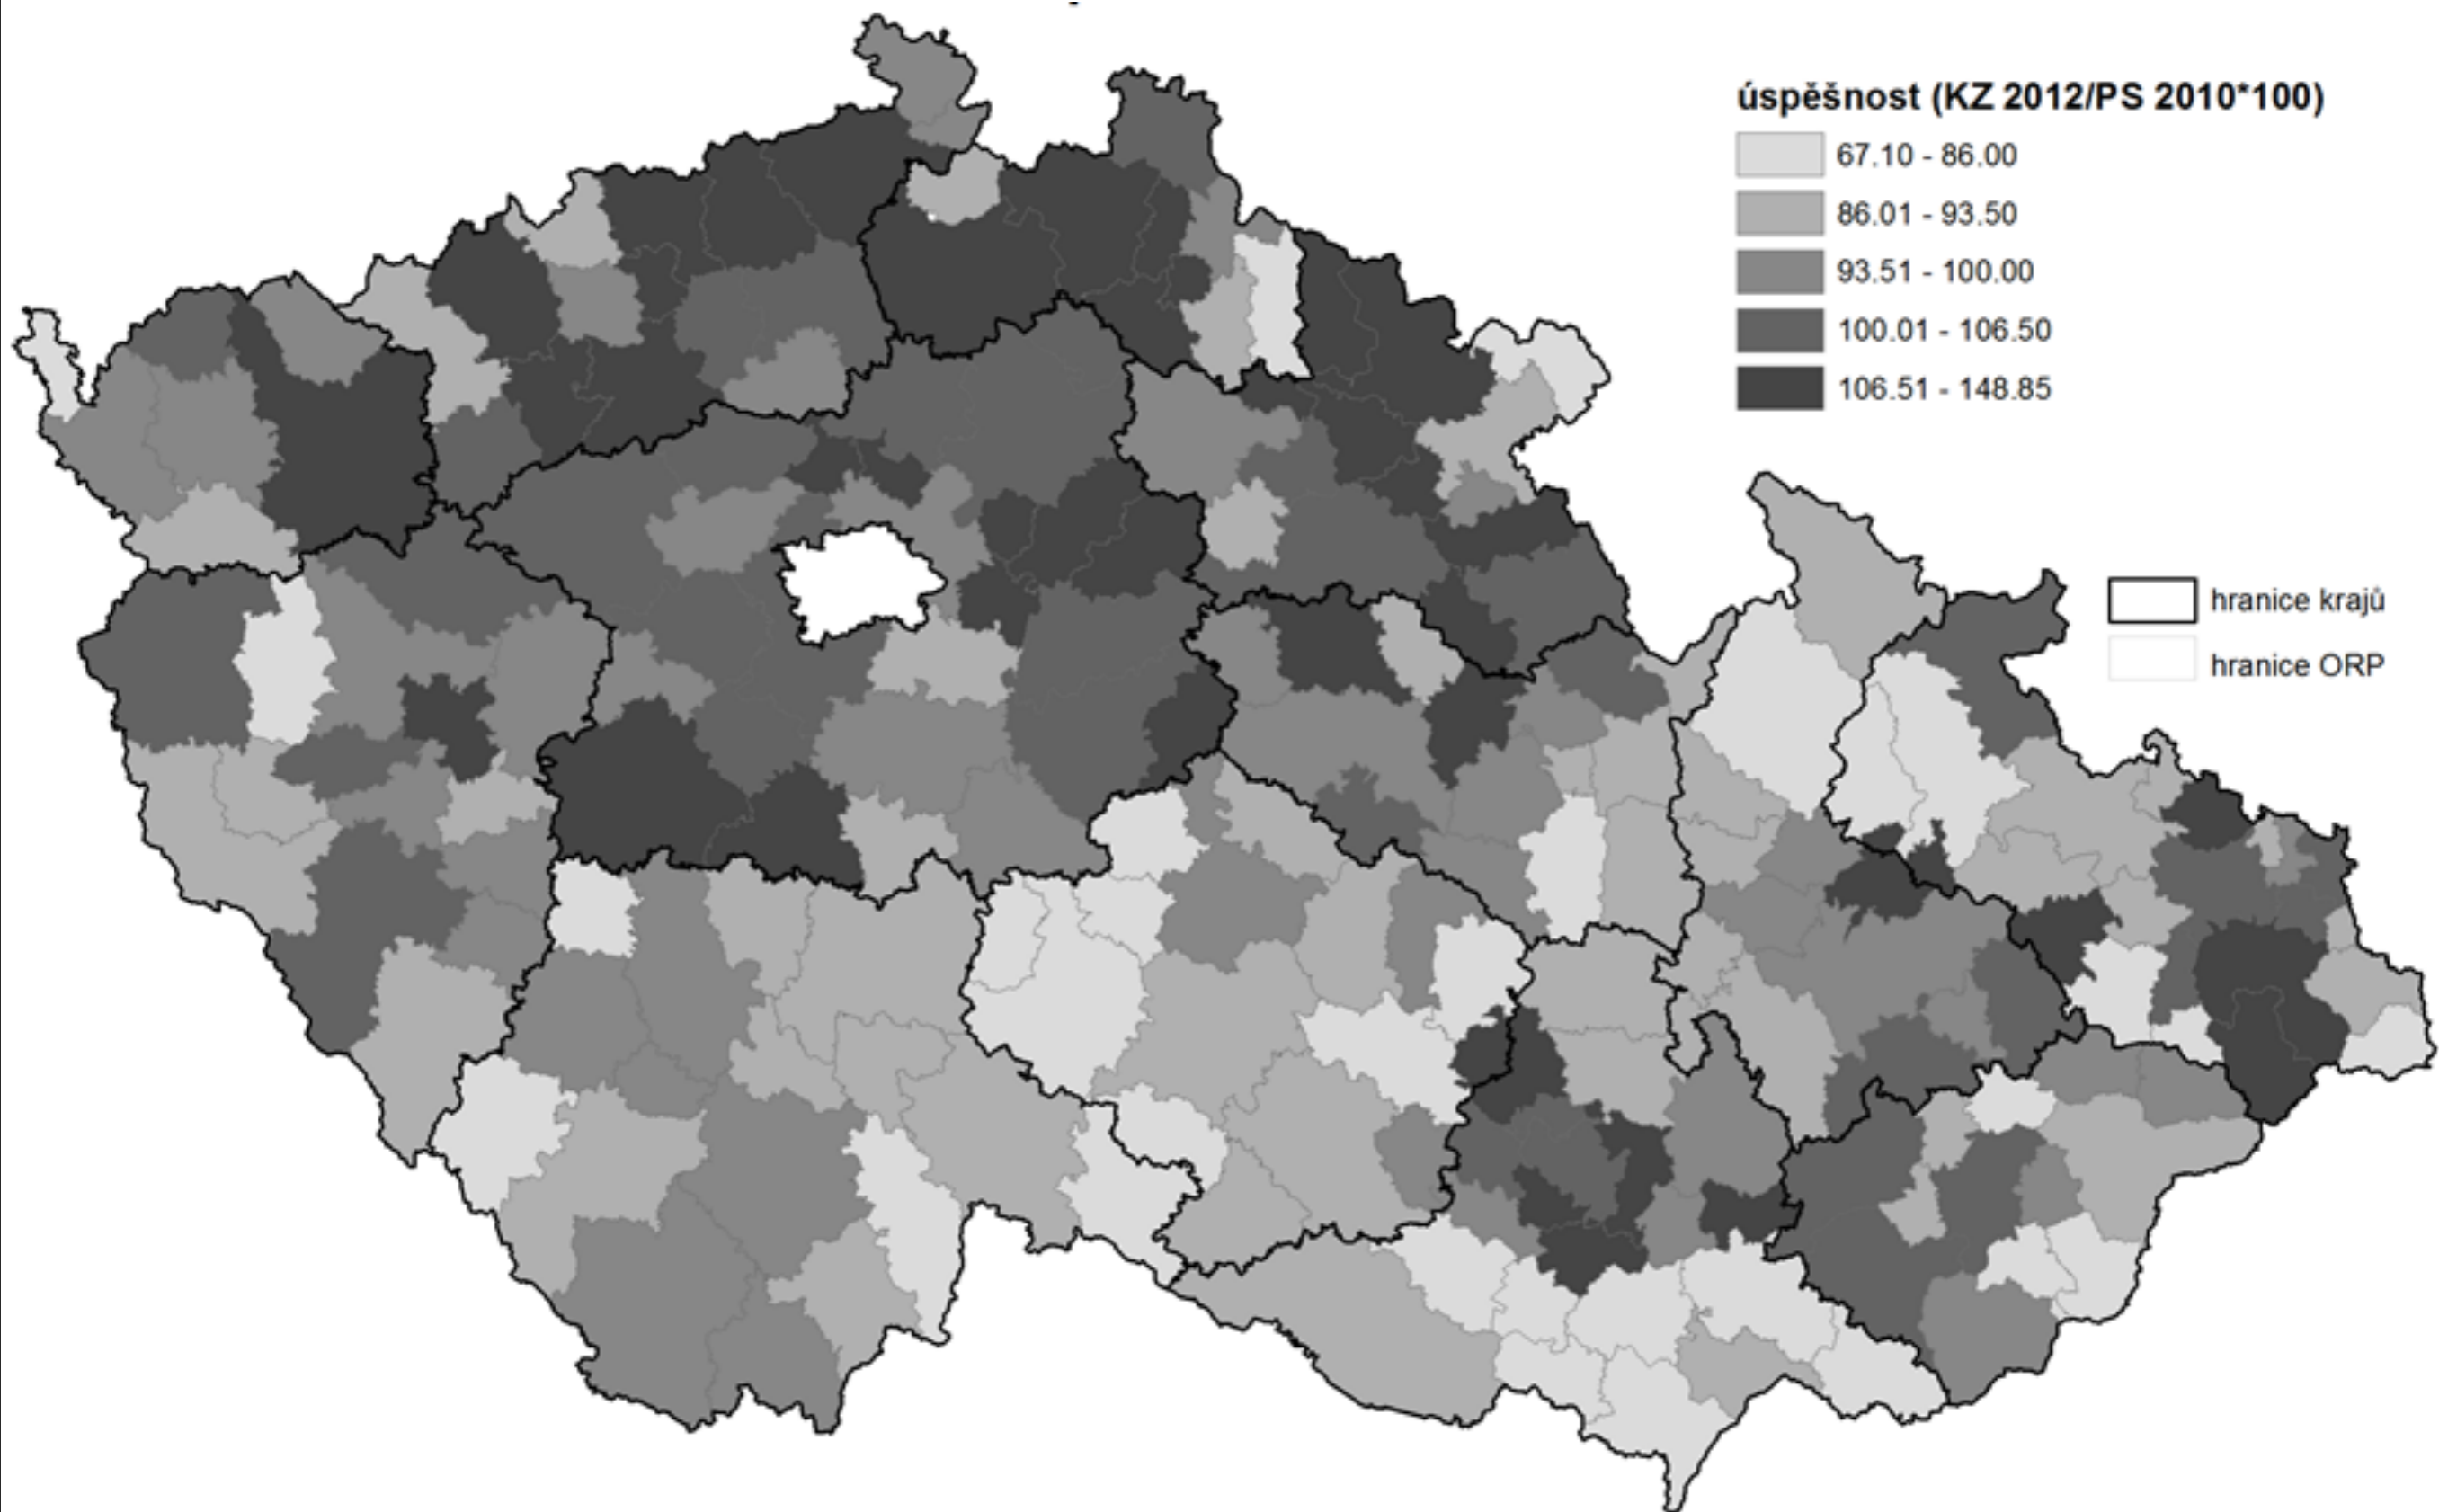 úspěšnost (KZ 2012/PS 2010*100)
67.10 - 86.00
86.01 - 93.50
93.51 - 100.00
100.01 - 106.50
106.51 - 148.85
hranice krajů
hranice ORP